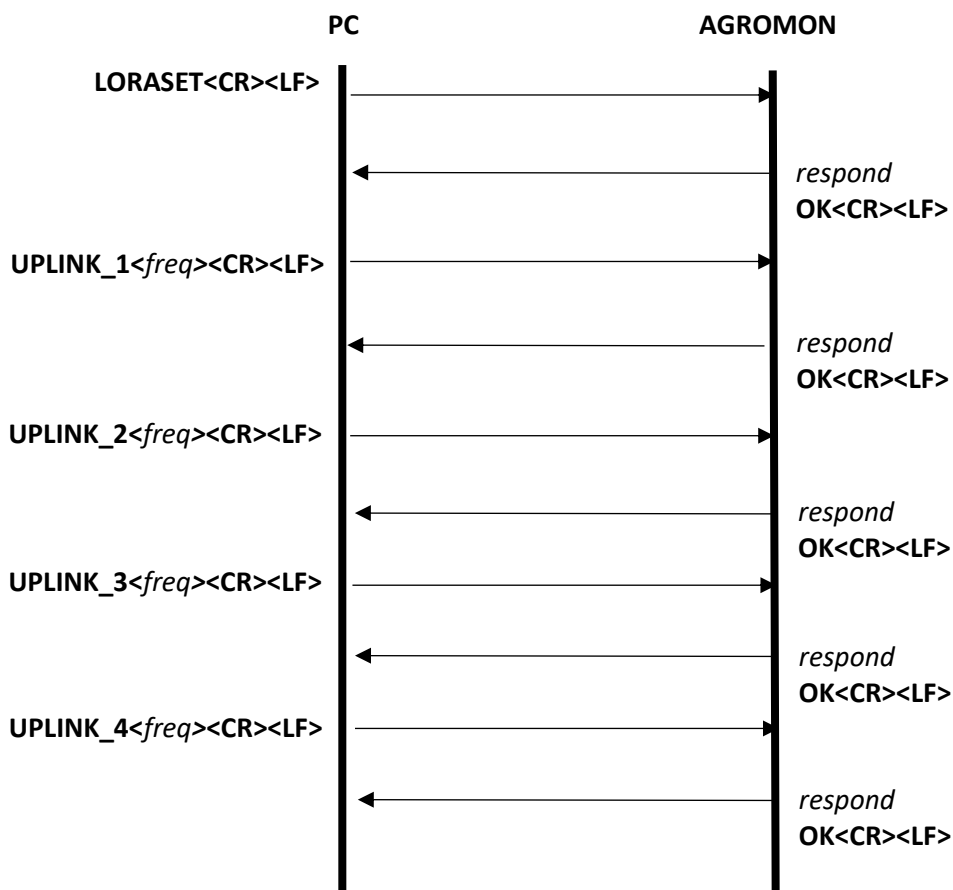 PC AGROMON
LORASET<CR><LF>
respond
OK<CR><LF>
UPLINK_1<freq><CR><LF>
respond
OK<CR><LF>
UPLINK_2<freq><CR><LF>
respond
OK<CR><LF>
UPLINK_3<freq><CR><LF>
respond
OK<CR><LF>
UPLINK_4<freq><CR><LF>
respond
OK<CR><LF>